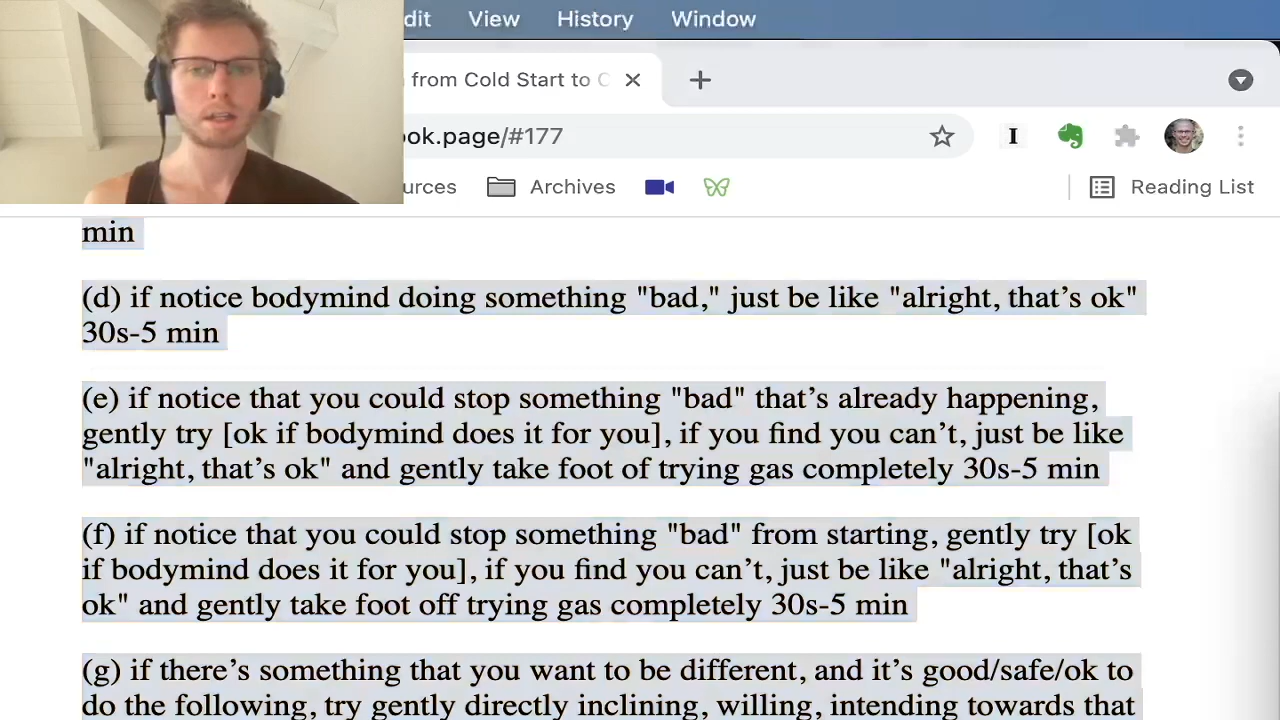 dit View History Window
from Cold Start to C
ook.page/#177
I
urces Archives Reading List
min
(d) if notice bodymind doing something "bad," just be like "alright, that’s ok"
30s-5 min
(e) if notice that you could stop something "bad" that’s already happening,
gently try [ok if bodymind does it for you], if you find you can’t, just be like
"alright, that’s ok" and gently take foot of trying gas completely 30s-5 min
(f) if notice that you could stop something "bad" from starting, gently try [ok
if bodymind does it for you], if you find you can’t, just be like "alright, that’s
ok" and gently take foot off trying gas completely 30s-5 min
(g) if there’s something that you want to be different, and it’s good/safe/ok to
do the following, try gently directly inclining, willing, intending towards that